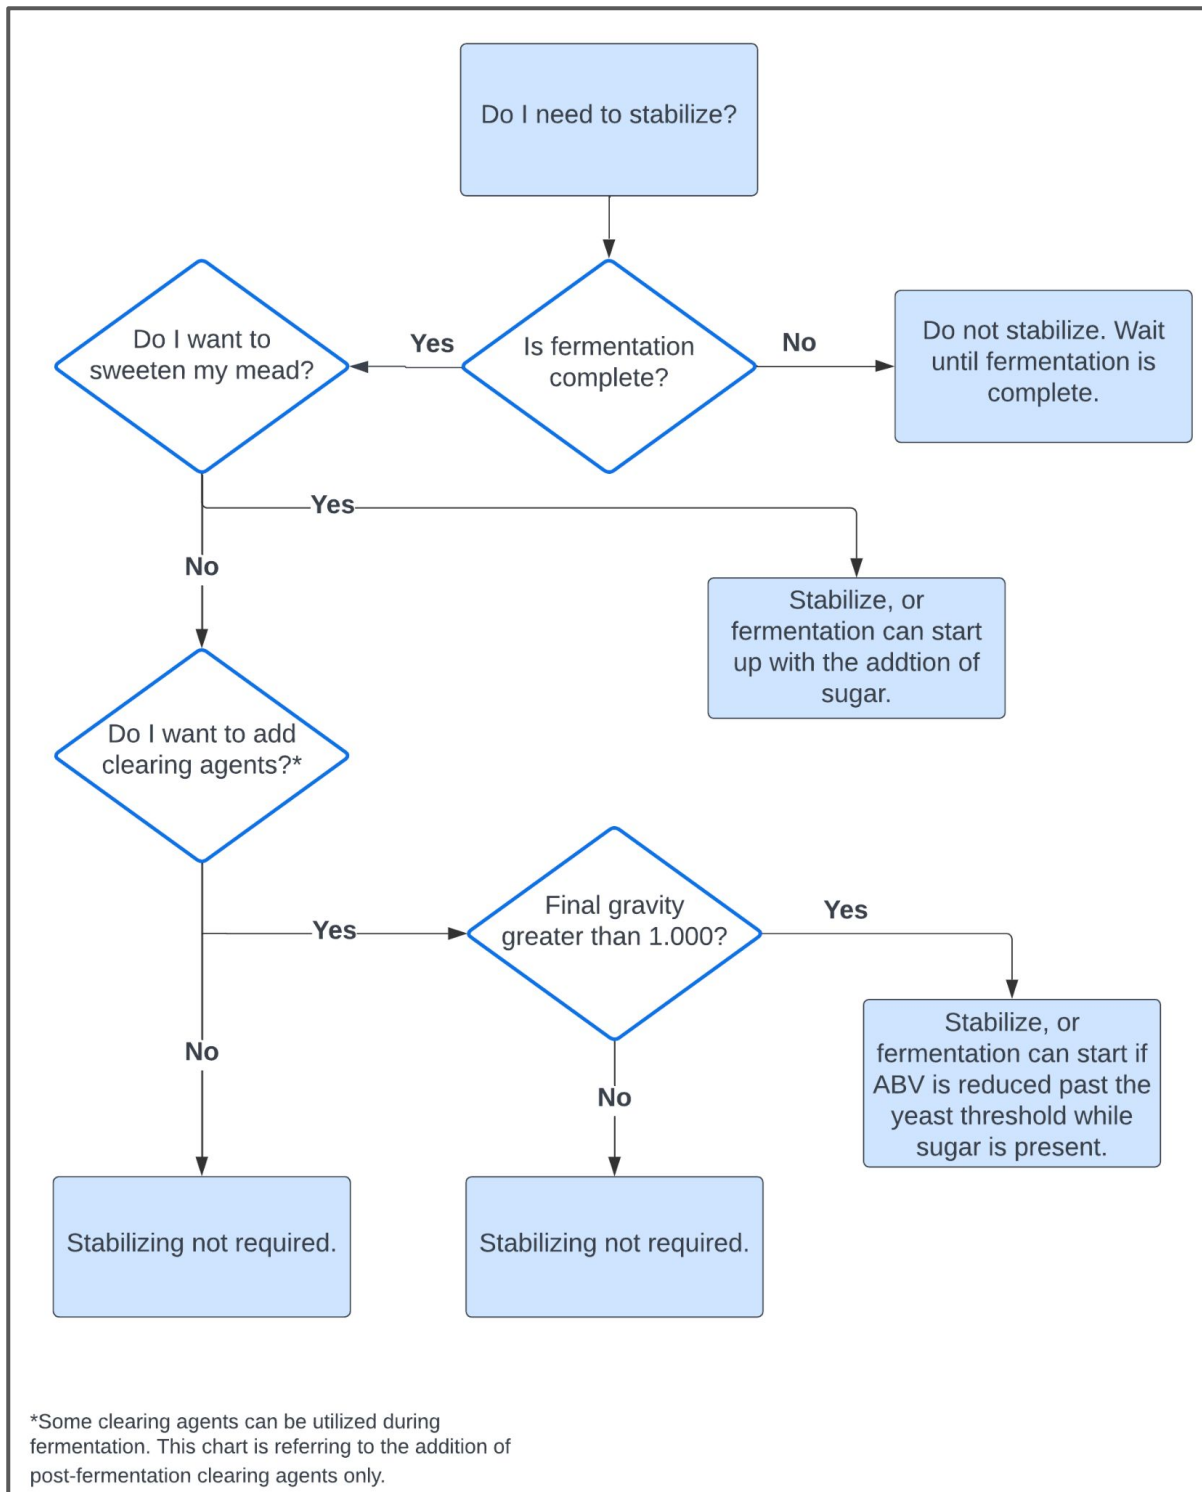 Do I need to stabilize?
Do I want to
sweeten my mead?
Yes
Is fermentation
complete?
No
Do not stabilize. Wait
until fermentation is
complete.
Yes
No
Stabilize, or
fermentation can start
up with the addtion of
sugar.
Do I want to add
clearing agents?*
Yes
Final gravity
greater than 1.000?
Yes
No
No
Stabilize, or
fermentation can start if
ABV is reduced past the
yeast threshold while
sugar is present.
Stabilizing not required.
Stabilizing not required.
*Some clearing agents can be utilized during
fermentation. This chart is referring to the addition of
post-fermentation clearing agents only.